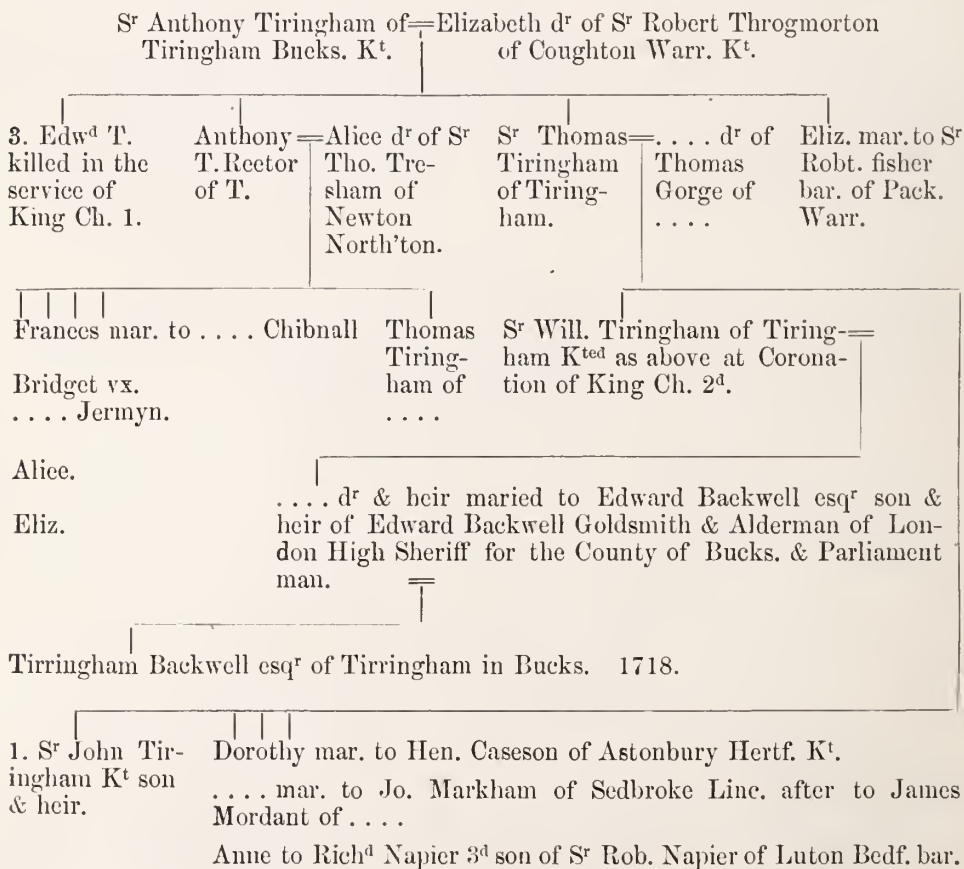 Sʳ Anthony Tiringham of=Elizabeth dʳ of Sʳ Robert Throgmorton
Tiringham Bucks. Kᵗ.
of Coughton Warr. Kᵗ.
3. Edwᵈ T.
killed in the
service of
King Ch. 1.
Anthony
T. Rector
of T.
=Alice dʳ of Sʳ
Tho. Tre-
sham of
Newton
North'ton.
Sʳ Thomas
Tiringham
of Tiring-
ham.
=. . . . dʳ of
Thomas
Gorge of
. . . .
Eliz. mar. to Sʳ
Robt. fisher
bar. of Pack.
Warr.
Frances mar. to . . . . Chibnall
Bridget vx.
. . . . Jermyn.
Alice.
Eliz.
Thomas
Tiring-
ham of
. . . .
Sʳ Will. Tiringham of Tiring-=
ham Kᵗᵉᵈ as above at Corona-
tion of King Ch. 2ᵈ.
. . . . dʳ & heir maried to Edward Backwell esqʳ son &
heir of Edward Backwell Goldsmith & Alderman of Lon-
don High Sheriff for the County of Bucks. & Parliament
man. =
Tirringham Backwell esqʳ of Tirringham in Bucks. 1718.
1. Sʳ John Tir-
ingham Kᵗ son
& heir.
Dorothy mar. to Hen. Caseson of Astonbury Hertf. Kᵗ.
. . . . mar. to Jo. Markham of Sedbroke Linc. after to James
Mordant of . . . .
Anne to Richᵈ Napier 3ᵈ son of Sʳ Rob. Napier of Luton Bedf. bar.